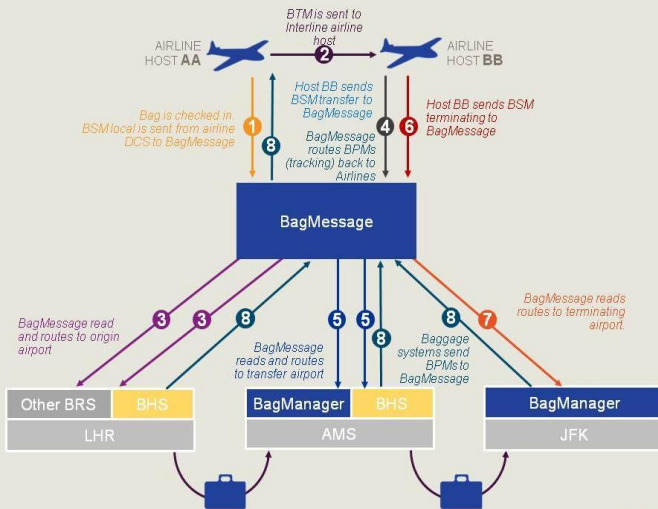 BTM is sent to
Interline airline
host
AIRLINE
HOST AA
2
AIRLINE
HOST BB
Bag is checked in.
BSM local is sent from airline
DCS to BagMessage
1
8
Host BB sends
BSM transfer to
BagMessage
BagMessage
routes BPMs
(tracking) back to
Airlines
4
6
Host BB sends BSM
terminating to
BagMessage
BagMessage
BagMessage read
and routes to origin
airport
3
3
8
BagMessage
reads and routes
to transfer airport
5
5
8
Baggage
systems send
BPMs to
BagMessage
8
7
BagMessage reads
routes to terminating
airport.
Other BRS
BHS
LHR
BagManager
BHS
AMS
BagManager
JFK